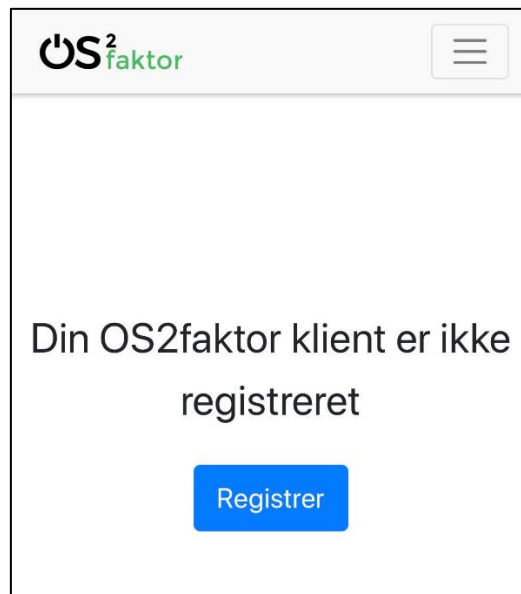 OS2faktor
Din OS2faktor klient er ikke
registreret
Registrer